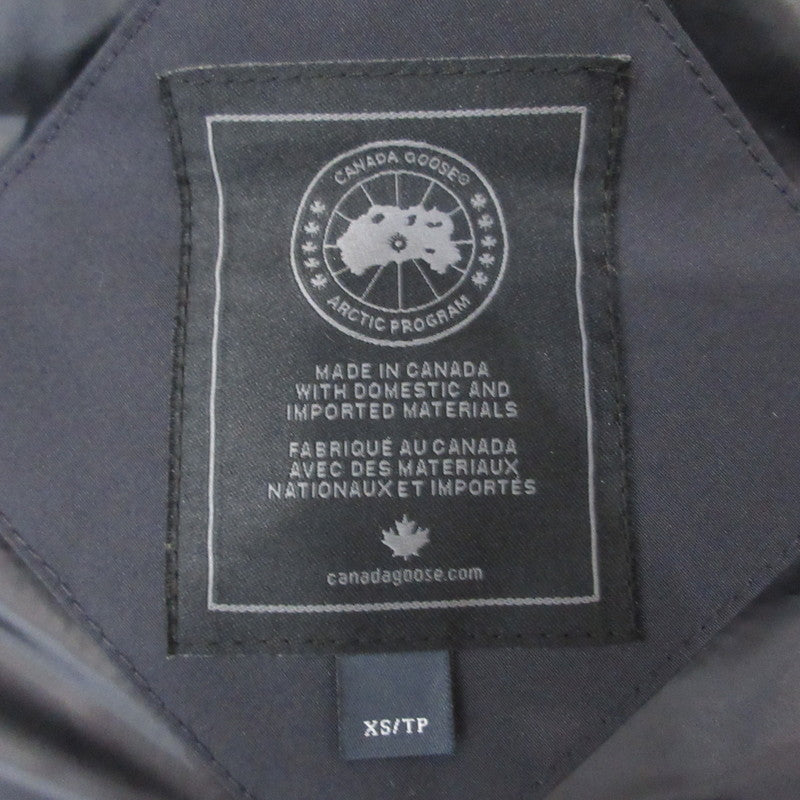 CANADA GOOSE®
ARCTIC PROGRAM
MADE IN CANADA
WITH DOMESTIC AND
IMPORTED MATERIALS
FABRIQUÉ AU CANADA
AVEC DES MATERIAUX
NATIONAUX ET IMPORTÉS
canadagoose.com
XS/TP